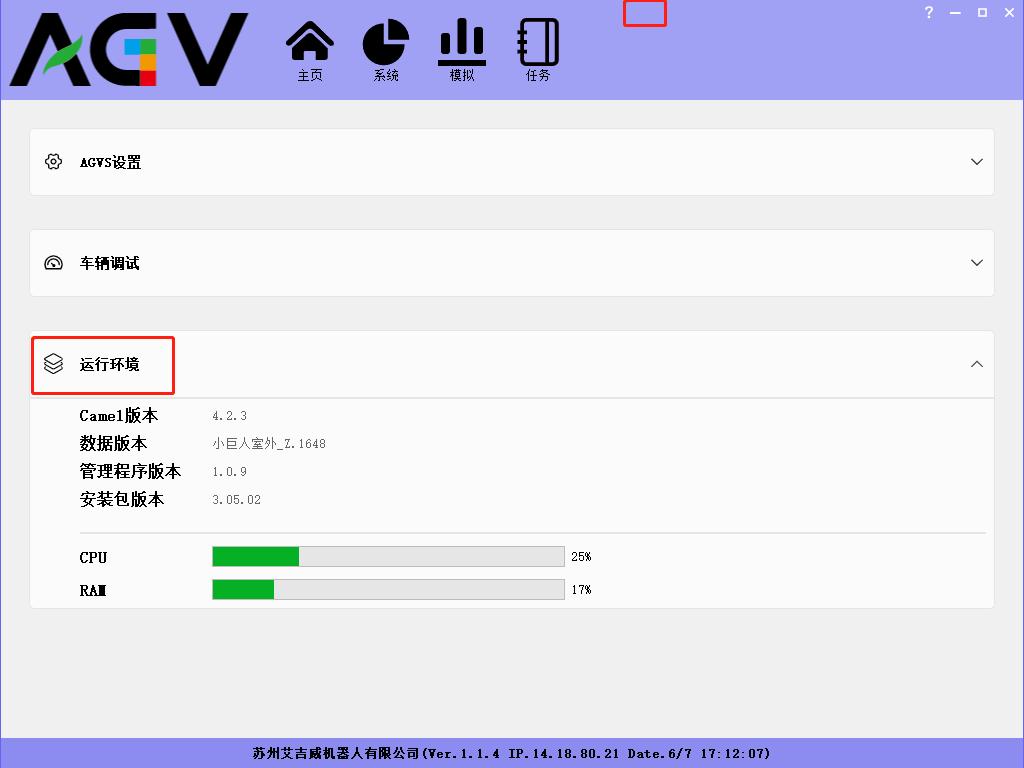 AGV
主页 系统 模拟 任务
?
AGVS设置
车辆调试
运行环境
Camel版本 4.2.3
数据版本 小巨人室外_Z.1648
管理程序版本 1.0.9
安装包版本 3.05.02
CPU 25%
RAM 17%
苏州艾吉威机器人有限公司(Ver.1.1.4 IP.14.18.80.21 Date.6/7 17:12:07)